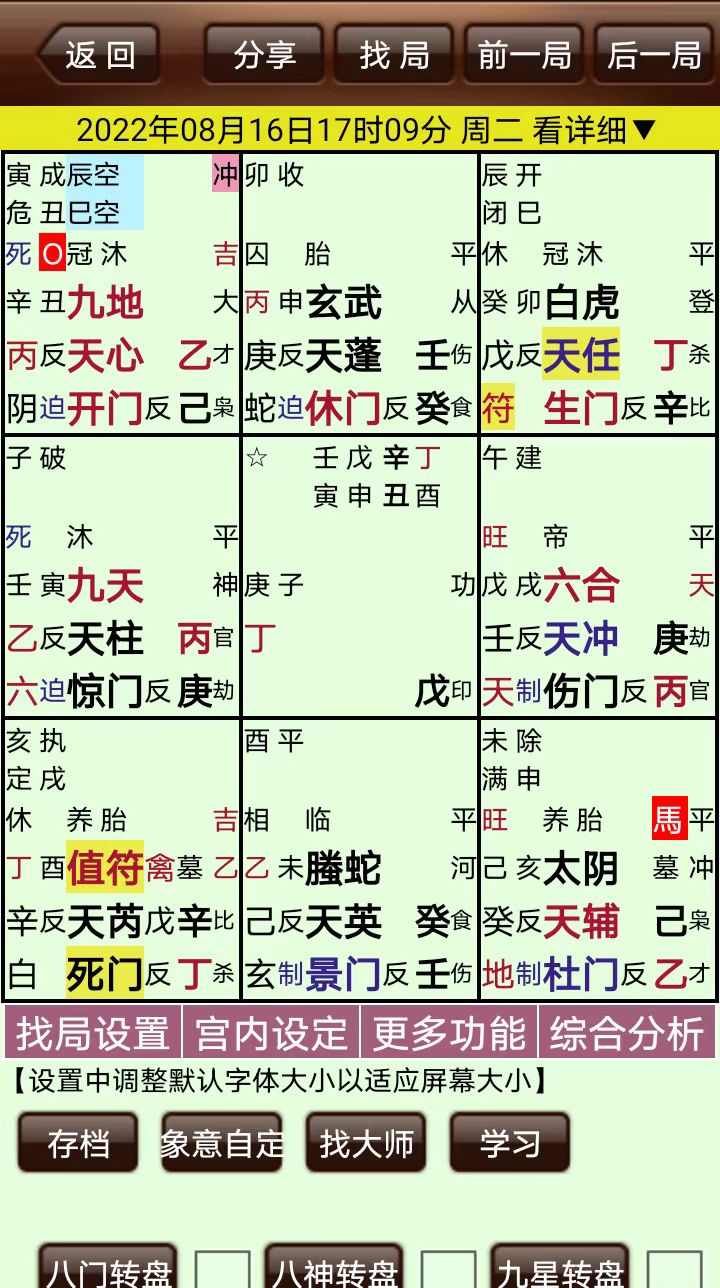 返 回 分享 找 局 前一局 后一局
2022年08月16日17时09分 周二 看详细▼
寅 成 辰空 冲
危 丑 巳空
死 O 冠 沐 吉
辛 丑 九地 大
丙 反 天心 乙 才
阴 迫 开门 反 己 枭
卯 收
囚 胎 平
丙 申 玄武 从
庚 反 天蓬 壬 伤
蛇 迫 休门 反 癸 食
辰 开
闭 巳
休 冠 沐 平
癸 卯 白虎 登
戊 反 天任 丁 杀
符 生门 反 辛 比
子 破
死 沐 平
壬 寅 九天 神
乙 反 天柱 丙 官
六 迫 惊门 反 庚 劫
☆ 壬 戊 辛 丁
寅 申 丑 酉
庚 子 功
丁
戊 印
午 建
旺 帝 平
戊 戌 六合 天
壬 反 天冲 庚 劫
天 制 伤门 反 丙 官
亥 执
定 戌
休 养 胎 吉
丁 酉 值符 禽 墓 乙
辛 反 天芮 戊 辛 比
白 死门 反 丁 杀
酉 平
相 临 平
乙 未 螣蛇 河
己 反 天英 癸 食
玄 制 景门 反 壬 伤
未 除
满 申
旺 养 胎 馬 平
己 亥 太阴 墓 冲
癸 反 天辅 己 枭
地 制 杜门 反 乙 才
找局设置 宫内设定 更多功能 综合分析
【设置中调整默认字体大小以适应屏幕大小】
存档 象意自定 找大师 学习
八门转盘 八神转盘 九星转盘